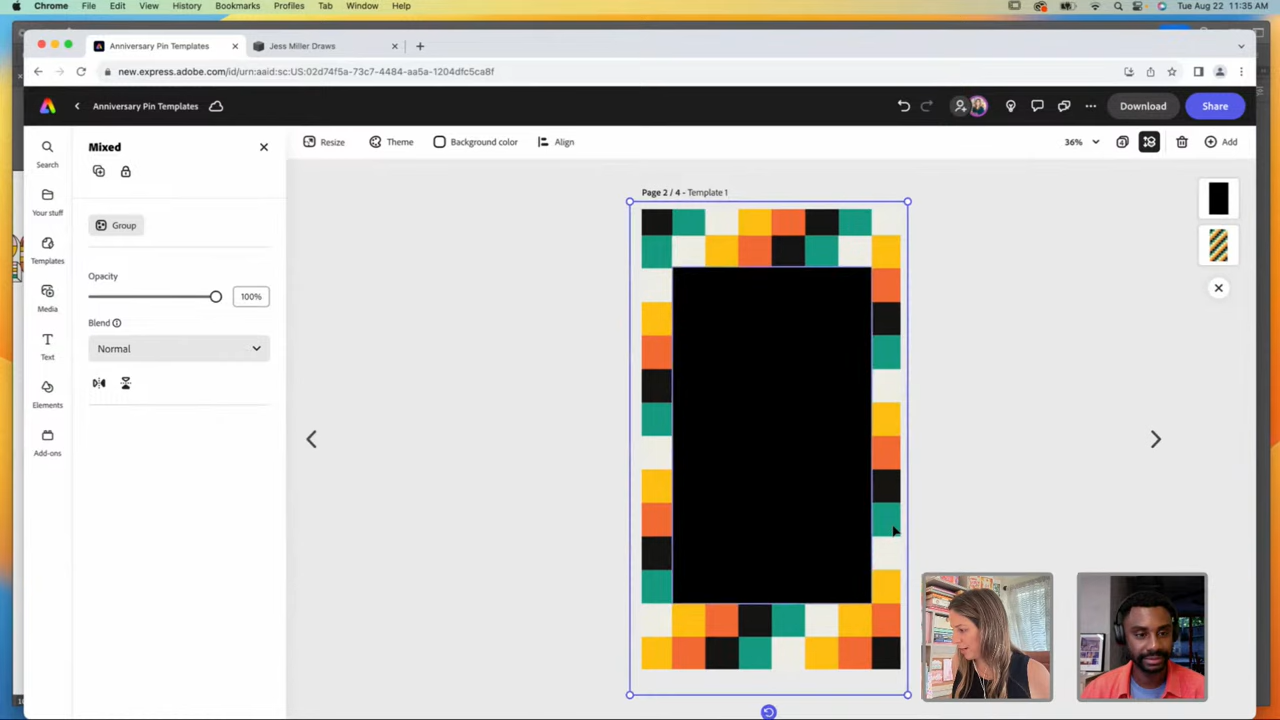 Chrome File Edit View History Bookmarks Profiles Tab Window Help Tue Aug 22 11:35 AM
Anniversary Pin Templates Jess Miller Draws
new.express.adobe.com/id/urn:aaid:sc:US:02d74f5a-73c7-4484-aa5a-1204dfc5ca8f
Anniversary Pin Templates Download Share
Search Mixed Resize Theme Background color Align 36% Add
Your stuff
Templates
Media
Text
Elements
Add-ons
Group
Opacity
100%
Blend
Normal
Page 2 / 4 - Template 1